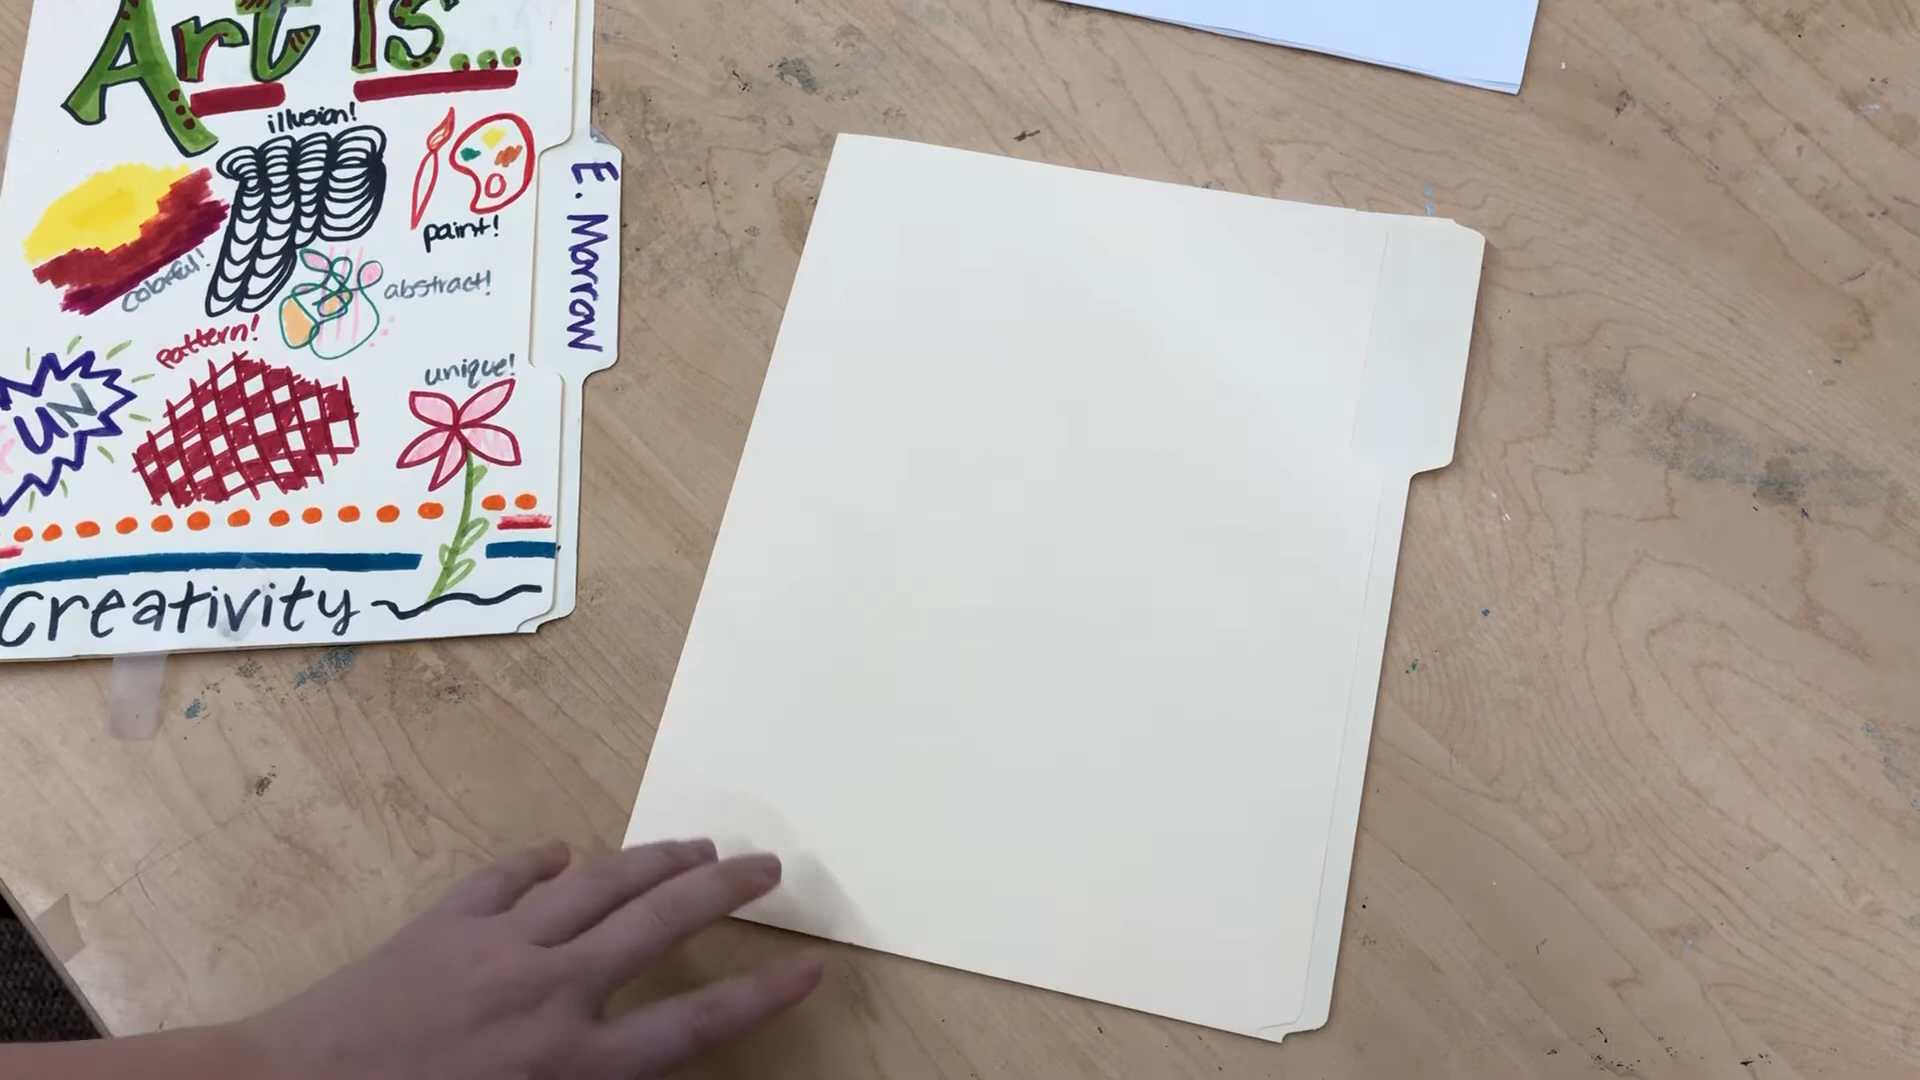 Art is...
illusion!
paint!
E. Morrow
colorful!
abstract!
pattern!
unique!
UN
Creativity